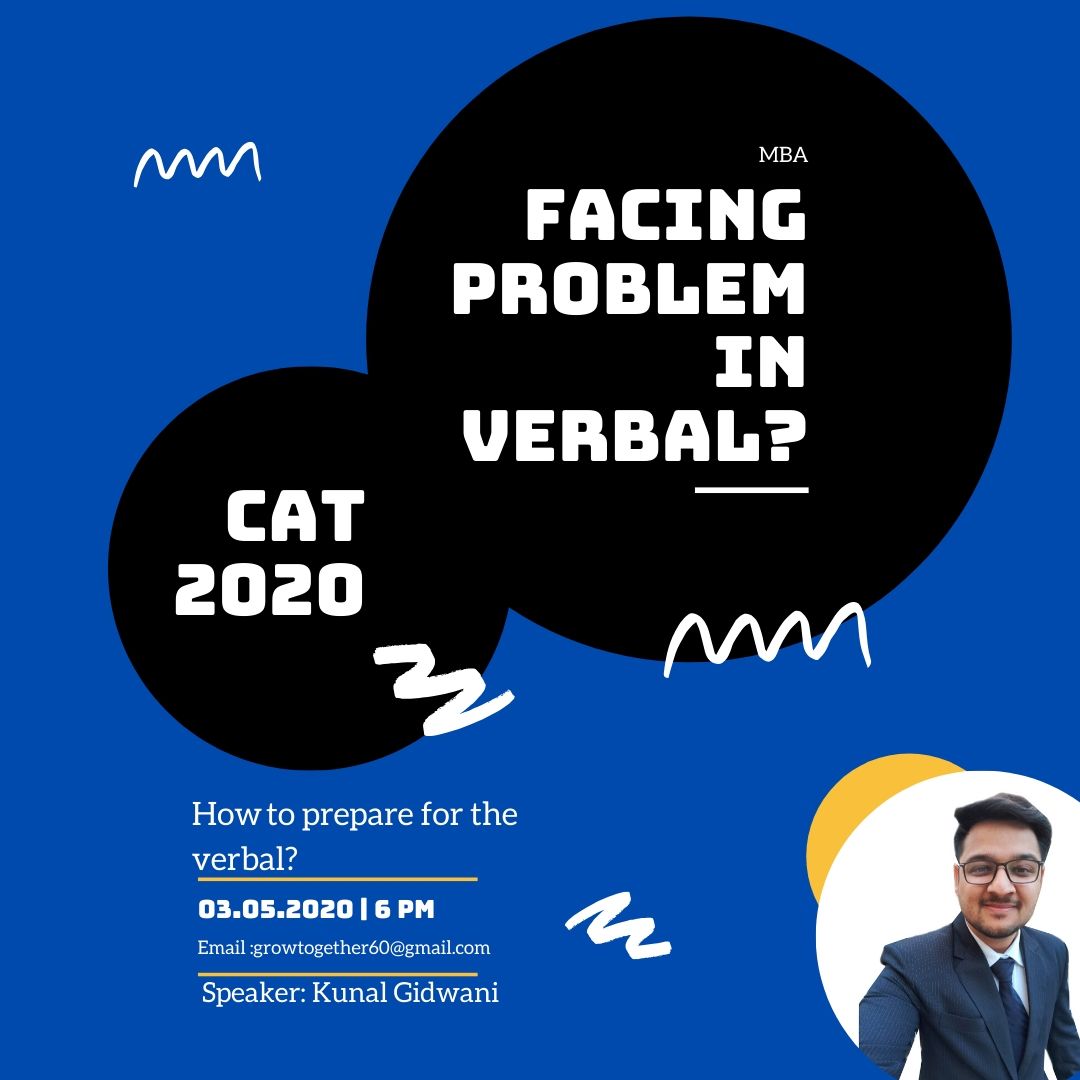 MBA
FACING
PROBLEM
IN
VERBAL?
CAT
2020
How to prepare for the
verbal?
03.05.2020 | 6 PM
Email :growtogether60@gmail.com
Speaker: Kunal Gidwani